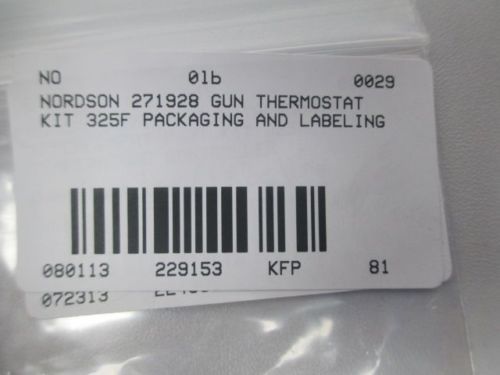 NO 01b 0029
NORDSON 271928 GUN THERMOSTAT
KIT 325F PACKAGING AND LABELING
080113 229153 KFP 81
072313